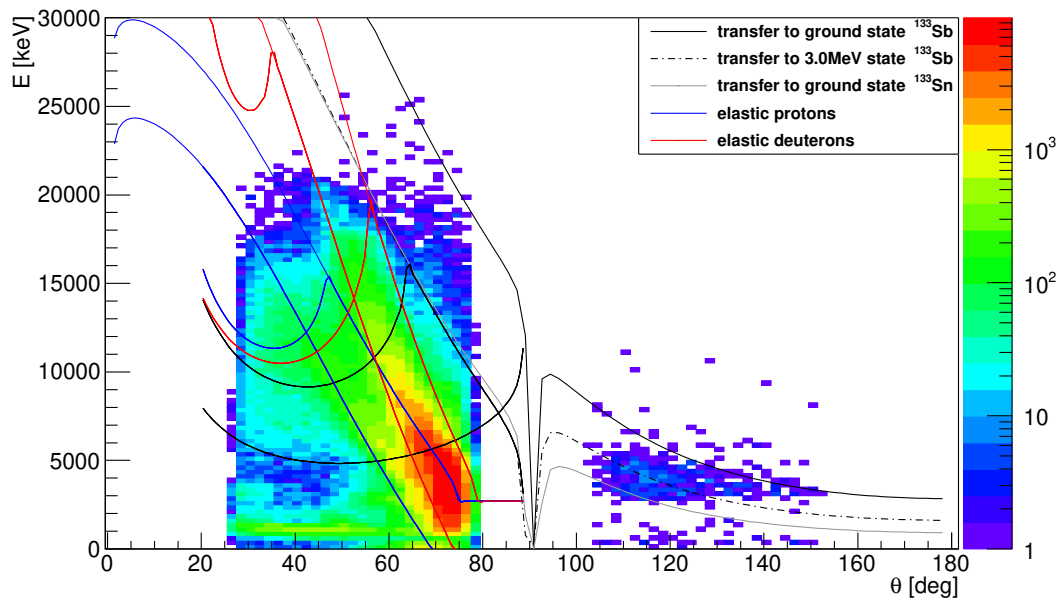 E [keV]
30000
25000
20000
15000
10000
5000
0
transfer to ground state ¹³³Sb
transfer to 3.0MeV state ¹³³Sb
transfer to ground state ¹³³Sn
elastic protons
elastic deuterons
10³
10²
10
1
0 20 40 60 80 100 120 140 160 180
θ [deg]